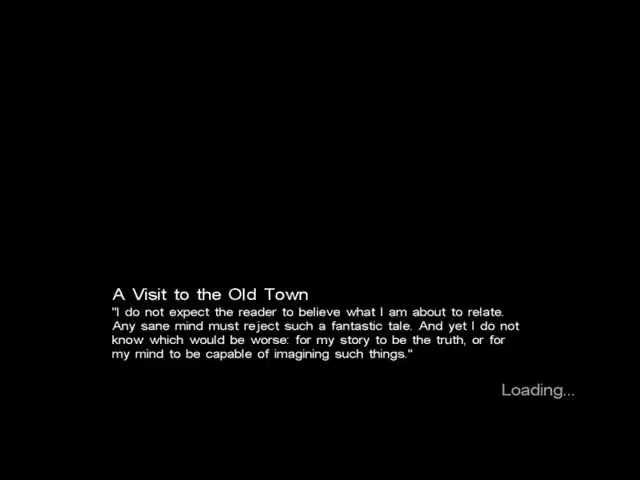 A Visit to the Old Town
"I do not expect the reader to believe what I am about to relate.
Any sane mind must reject such a fantastic tale. And yet I do not
know which would be worse: for my story to be the truth, or for
my mind to be capable of imagining such things."
Loading...